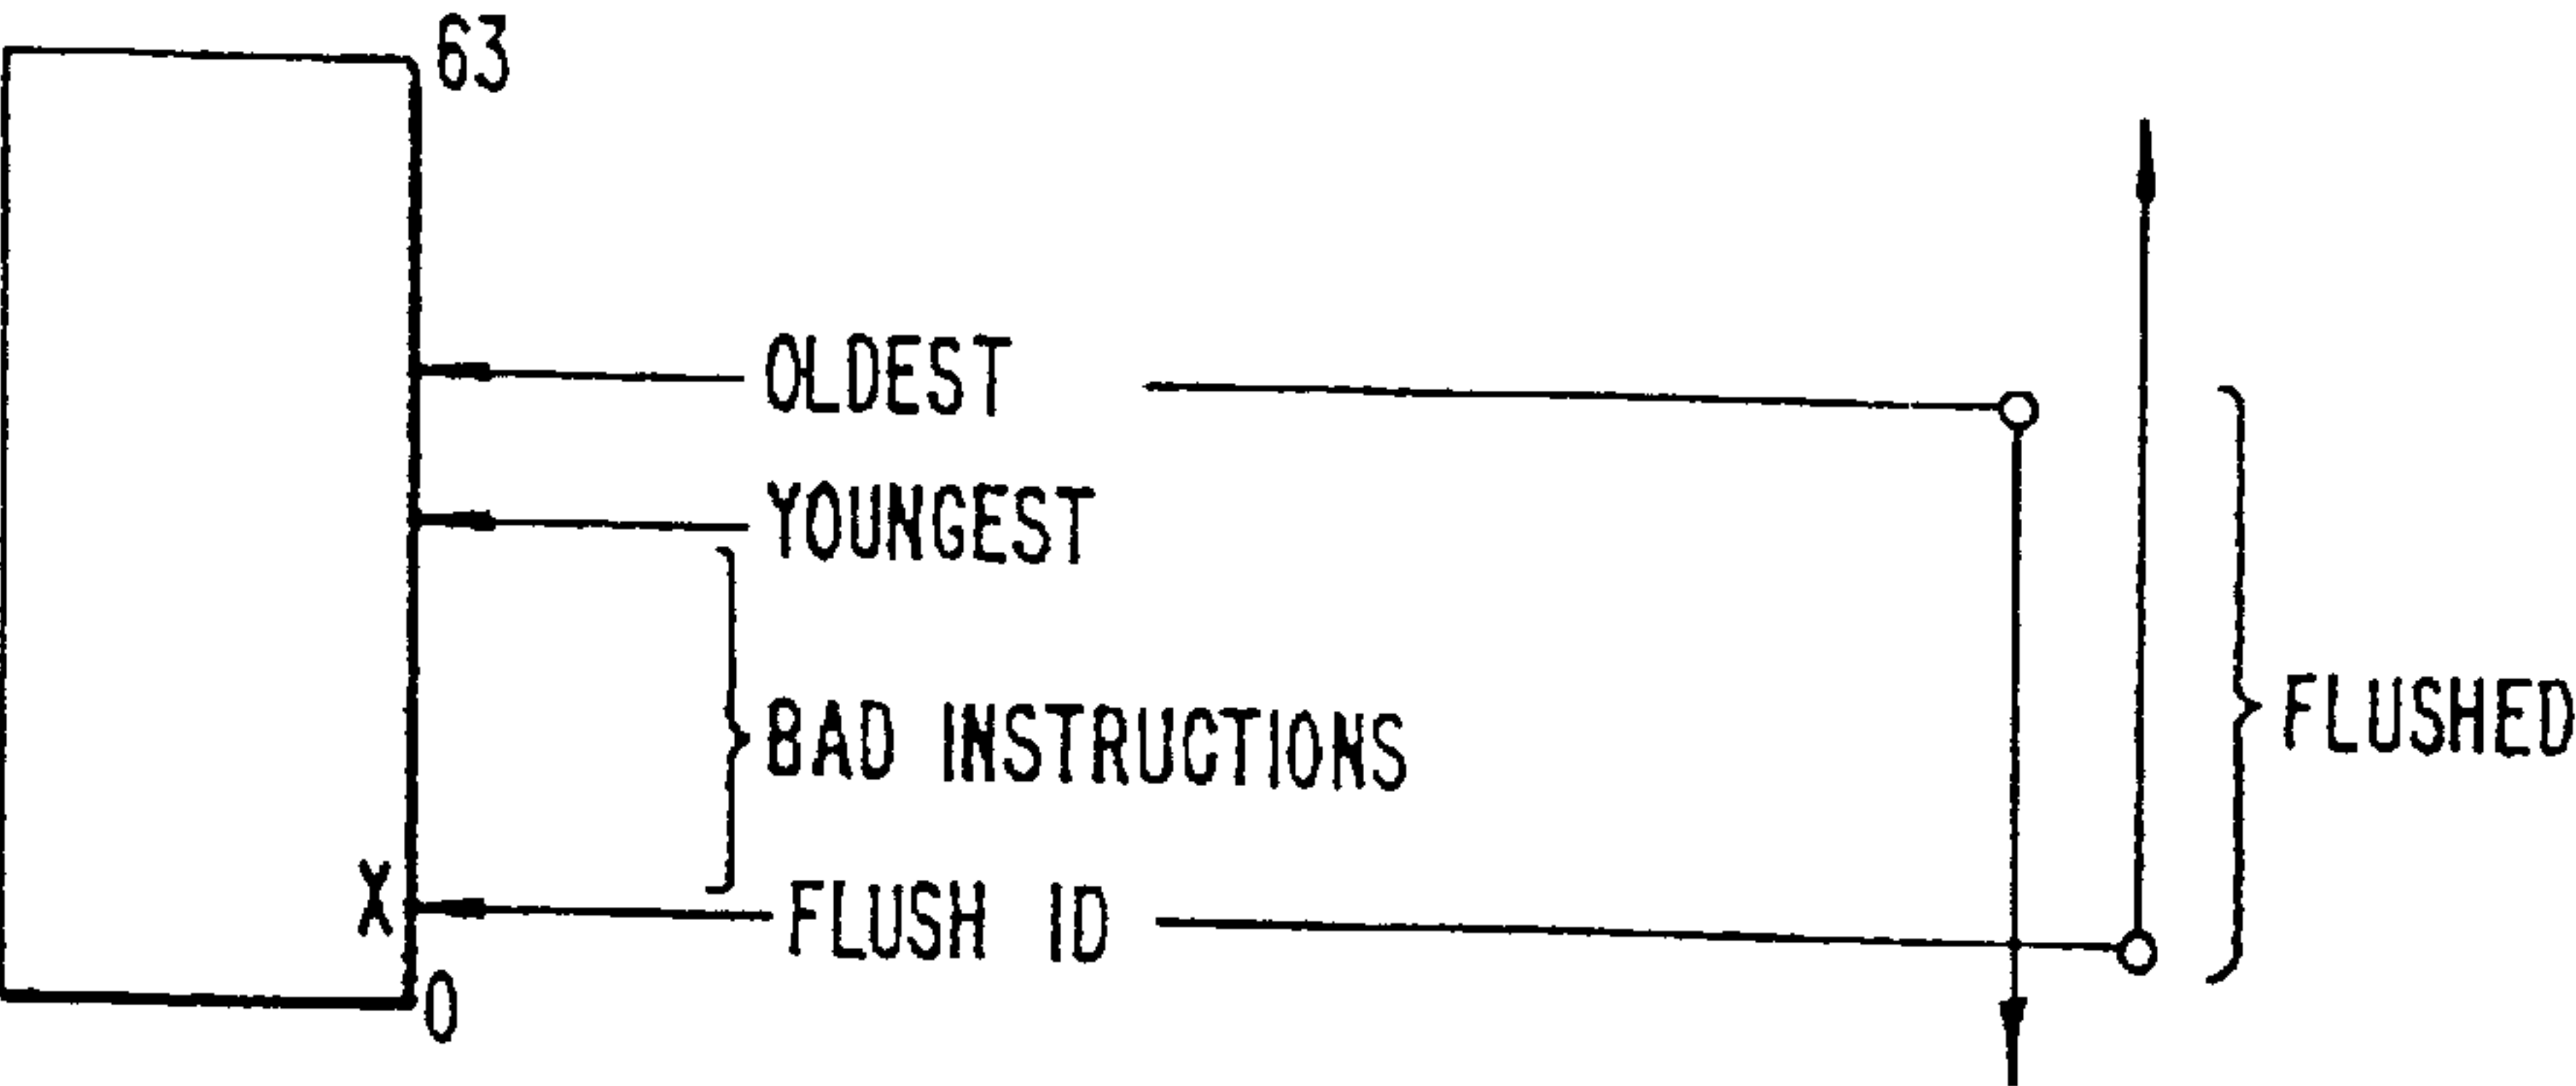 63
OLDEST
YOUNGEST
BAD INSTRUCTIONS
FLUSHED
X
FLUSH ID
0